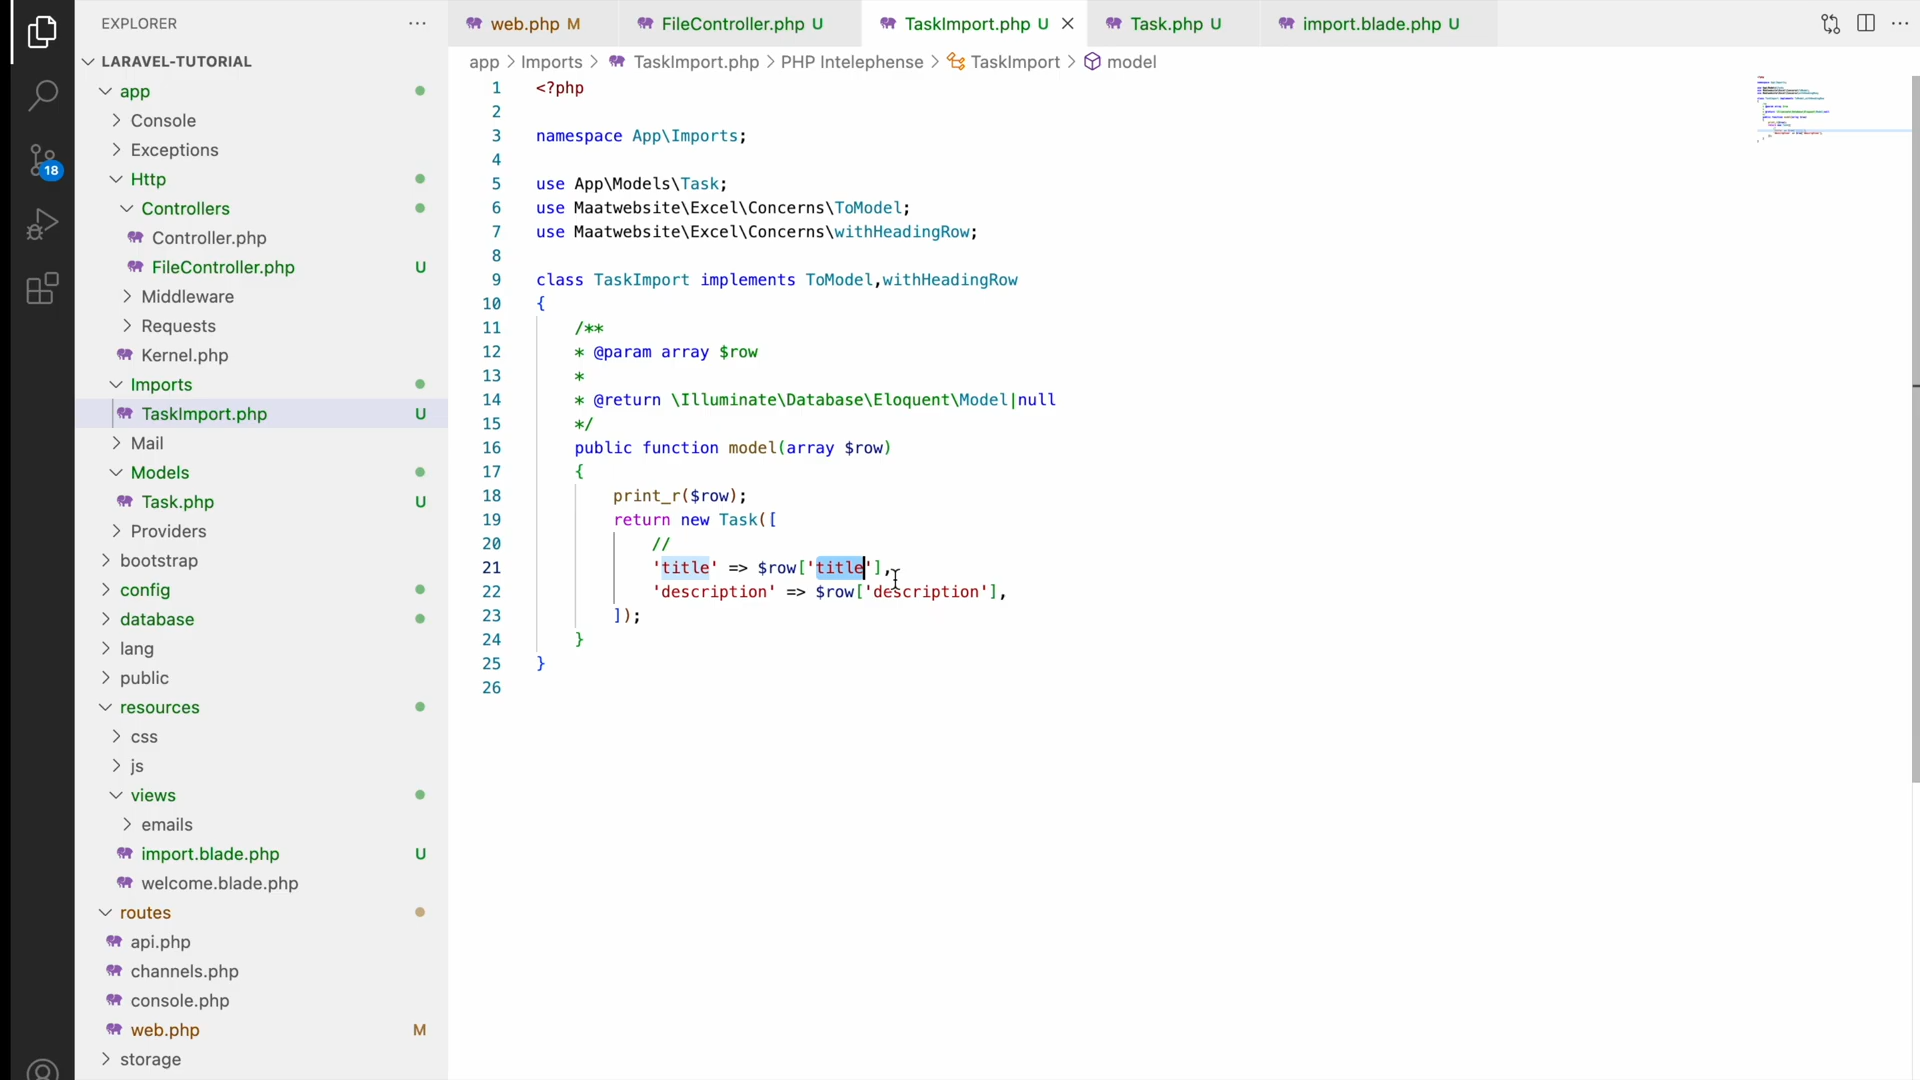 EXPLORER
LARAVEL-TUTORIAL
app
Console
Exceptions
Http
Controllers
Controller.php
FileController.php U
Middleware
Requests
Kernel.php
Imports
TaskImport.php U
Mail
Models
Task.php U
Providers
bootstrap
config
database
lang
public
resources
css
js
views
emails
import.blade.php U
welcome.blade.php
routes
api.php
channels.php
console.php
web.php M
storage
18
web.php M FileController.php U TaskImport.php U Task.php U import.blade.php U
app > Imports > TaskImport.php > PHP Intelephense > TaskImport > model
1 <?php
2
3 namespace App\Imports;
4
5 use App\Models\Task;
6 use Maatwebsite\Excel\Concerns\ToModel;
7 use Maatwebsite\Excel\Concerns\withHeadingRow;
8
9 class TaskImport implements ToModel,withHeadingRow
10 {
11 /**
12 * @param array $row
13 *
14 * @return \Illuminate\Database\Eloquent\Model|null
15 */
16 public function model(array $row)
17 {
18 print_r($row);
19 return new Task([
20 //
21 'title' => $row['title'],
22 'description' => $row['description'],
23 ]);
24 }
25 }
26